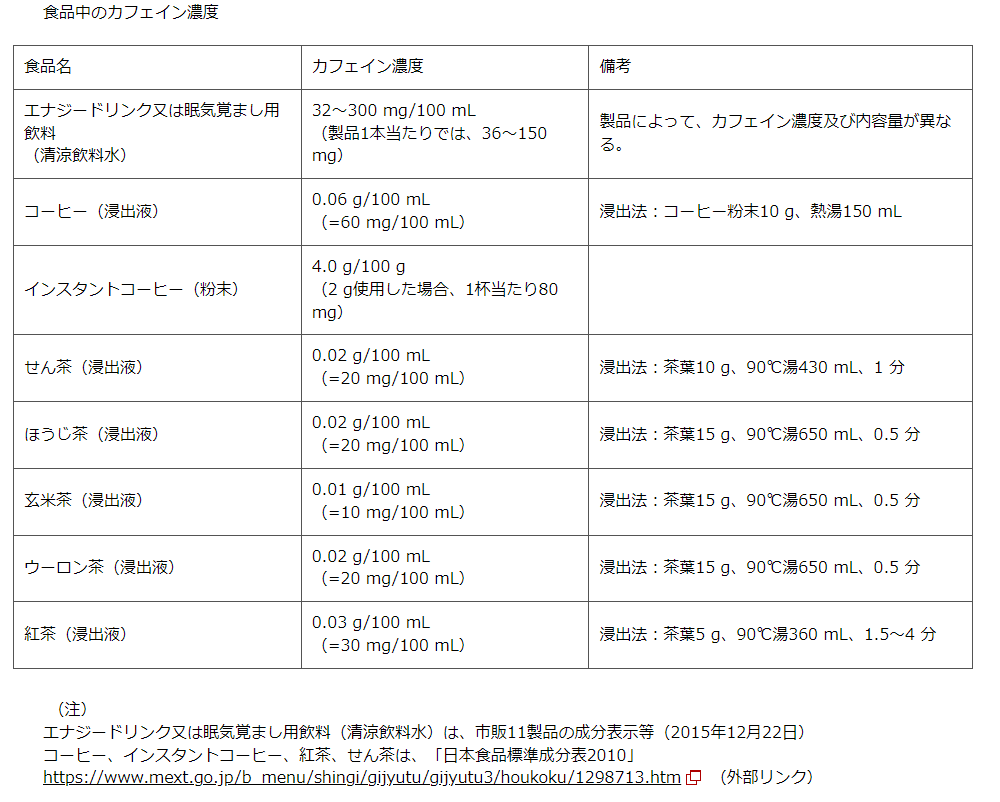 食品中のカフェイン濃度
食品名
カフェイン濃度
備考
エナジードリンク又は眠気覚まし用
飲料
（清涼飲料水）
32～300 mg/100 mL
（製品1本当たりでは、36～150
mg）
製品によって、カフェイン濃度及び内容量が異な
る。
コーヒー（浸出液）
0.06 g/100 mL
（=60 mg/100 mL）
浸出法：コーヒー粉末10 g、熱湯150 mL
インスタントコーヒー（粉末）
4.0 g/100 g
（2 g使用した場合、1杯当たり80
mg）
せん茶（浸出液）
0.02 g/100 mL
（=20 mg/100 mL）
浸出法：茶葉10 g、90℃湯430 mL、1 分
ほうじ茶（浸出液）
0.02 g/100 mL
（=20 mg/100 mL）
浸出法：茶葉15 g、90℃湯650 mL、0.5 分
玄米茶（浸出液）
0.01 g/100 mL
（=10 mg/100 mL）
浸出法：茶葉15 g、90℃湯650 mL、0.5 分
ウーロン茶（浸出液）
0.02 g/100 mL
（=20 mg/100 mL）
浸出法：茶葉15 g、90℃湯650 mL、0.5 分
紅茶（浸出液）
0.03 g/100 mL
（=30 mg/100 mL）
浸出法：茶葉5 g、90℃湯360 mL、1.5～4 分
（注）
エナジードリンク又は眠気覚まし用飲料（清涼飲料水）は、市販11製品の成分表示等（2015年12月22日）
コーヒー、インスタントコーヒー、紅茶、せん茶は、「日本食品標準成分表2010」
https://www.mext.go.jp/b_menu/shingi/gijyutu/gijyutu3/houkoku/1298713.htm （外部リンク）